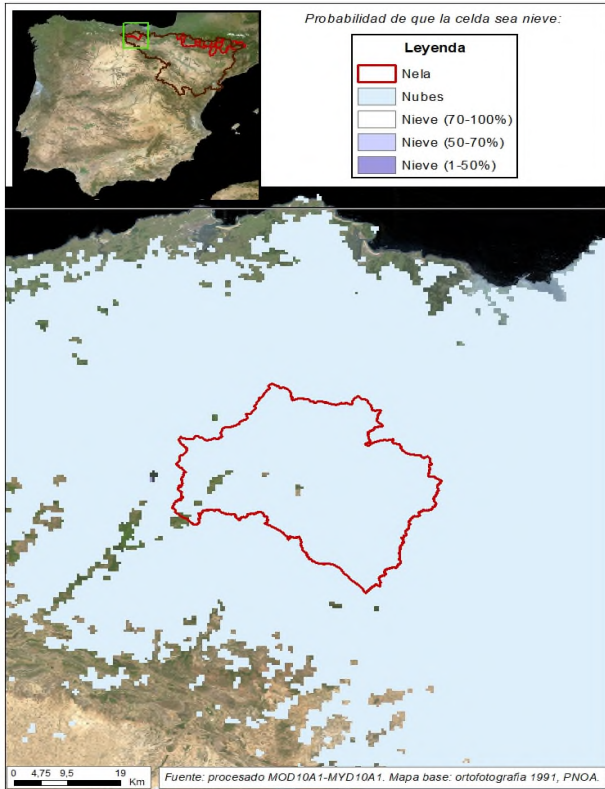 Probabilidad de que la celda sea nieve:
Leyenda
Nela
Nubes
Nieve (70-100%)
Nieve (50-70%)
Nieve (1-50%)
0 4,75 9,5 19
Km
Fuente: procesado MOD10A1-MYD10A1. Mapa base: ortofotografía 1991, PNOA.